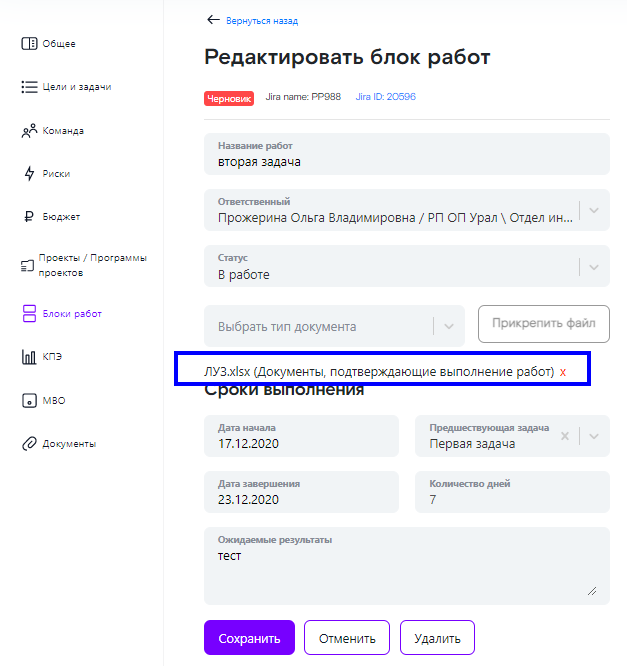 Вернуться назад
Общее
Цели и задачи
Команда
Риски
Бюджет
Проекты / Программы
проектов
Блоки работ
КПЭ
МВО
Документы
Редактировать блок работ
Черновик Jira name: PP988 Jira ID: 20596
Название работ
вторая задача
Ответственный
Прожерина Ольга Владимировна / РП ОП Урал \ Отдел ин...
Статус
В работе
Выбрать тип документа
Прикрепить файл
ЛУЗ.xlsx (Документы, подтверждающие выполнение работ) x
Сроки выполнения
Дата начала
17.12.2020
Предшествующая задача
Первая задача
Дата завершения
23.12.2020
Количество дней
7
Ожидаемые результаты
тест
Сохранить
Отменить
Удалить